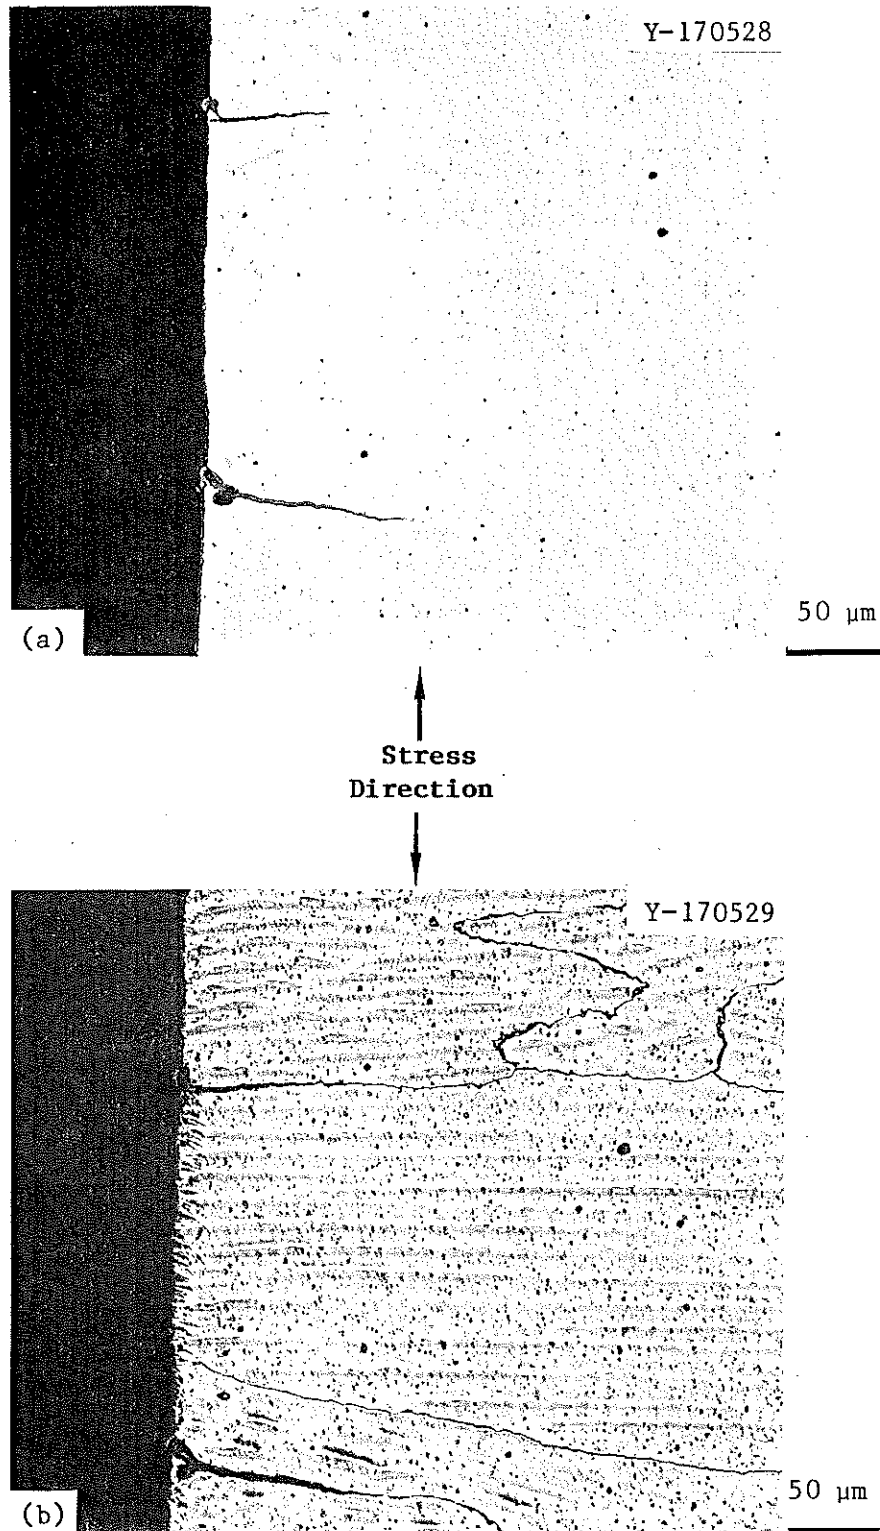 Y-170528
50 μm
(a)
Stress
Direction
Y-170529
50 μm
(b)